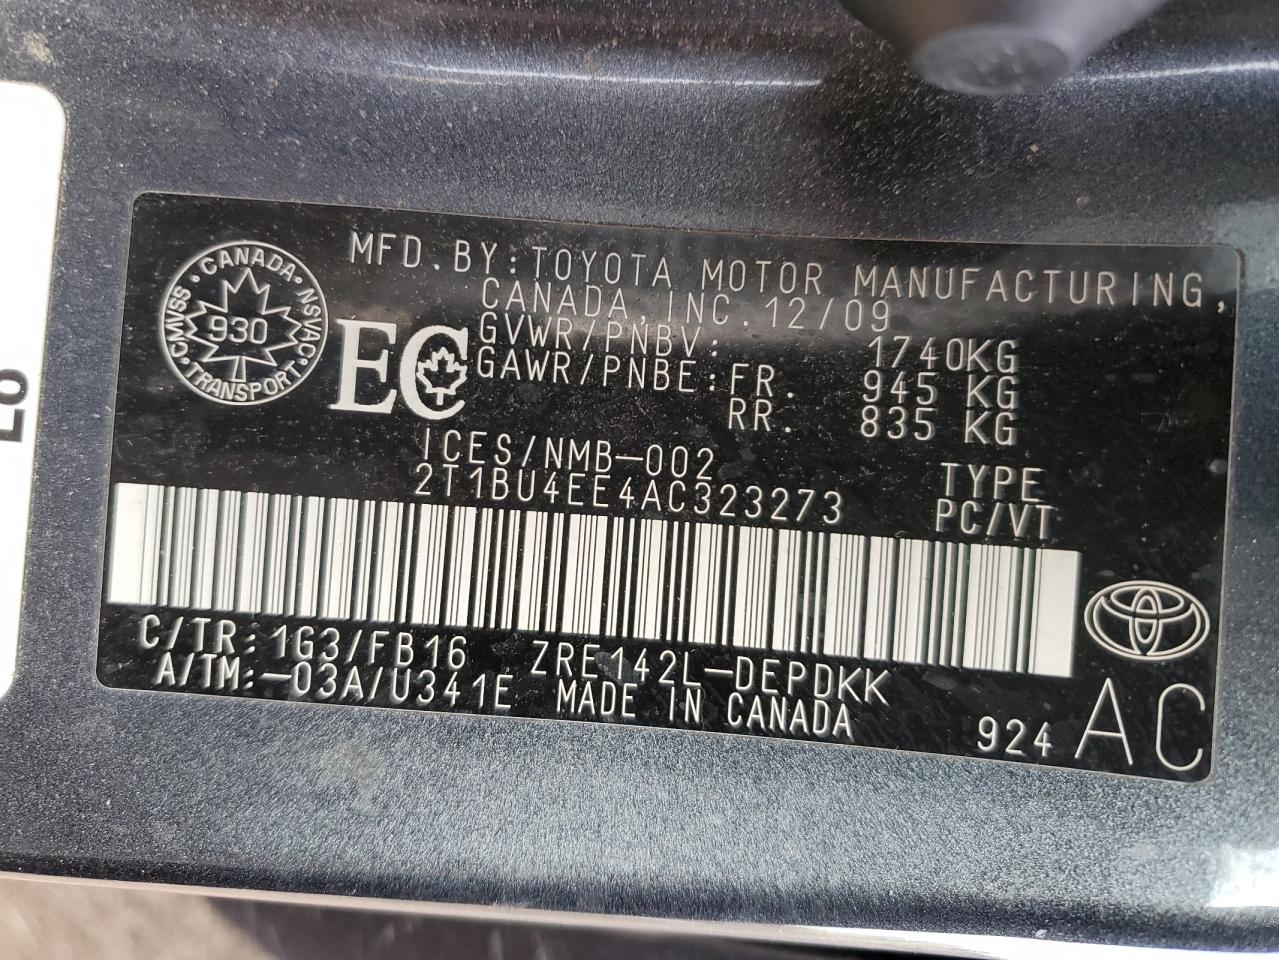 CANADA
CMVSS
NSVAC
930
TRANSPORT
EC
MFD.BY:TOYOTA MOTOR MANUFACTURING,
CANADA,INC.12/09
GVWR/PNBV: 1740KG
GAWR/PNBE:FR. 945 KG
RR. 835 KG
ICES/NMB-002
2T1BU4EE4AC323273
TYPE
PC/VT
C/TR:1G3/FB16 ZRE142L-DEPDKK
A/TM:-03A/U341E MADE IN CANADA
924 AC